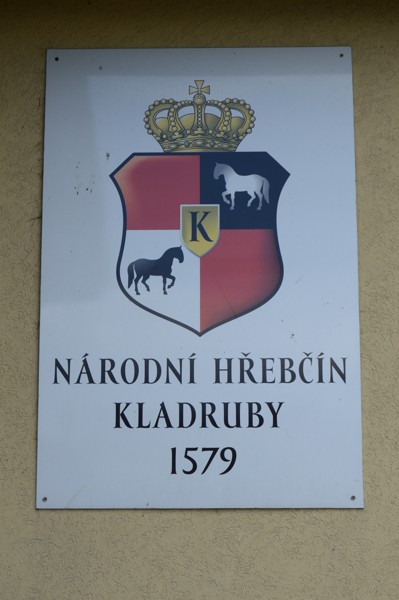 K
NÁRODNÍ HŘEBČÍN
KLADRUBY
1579